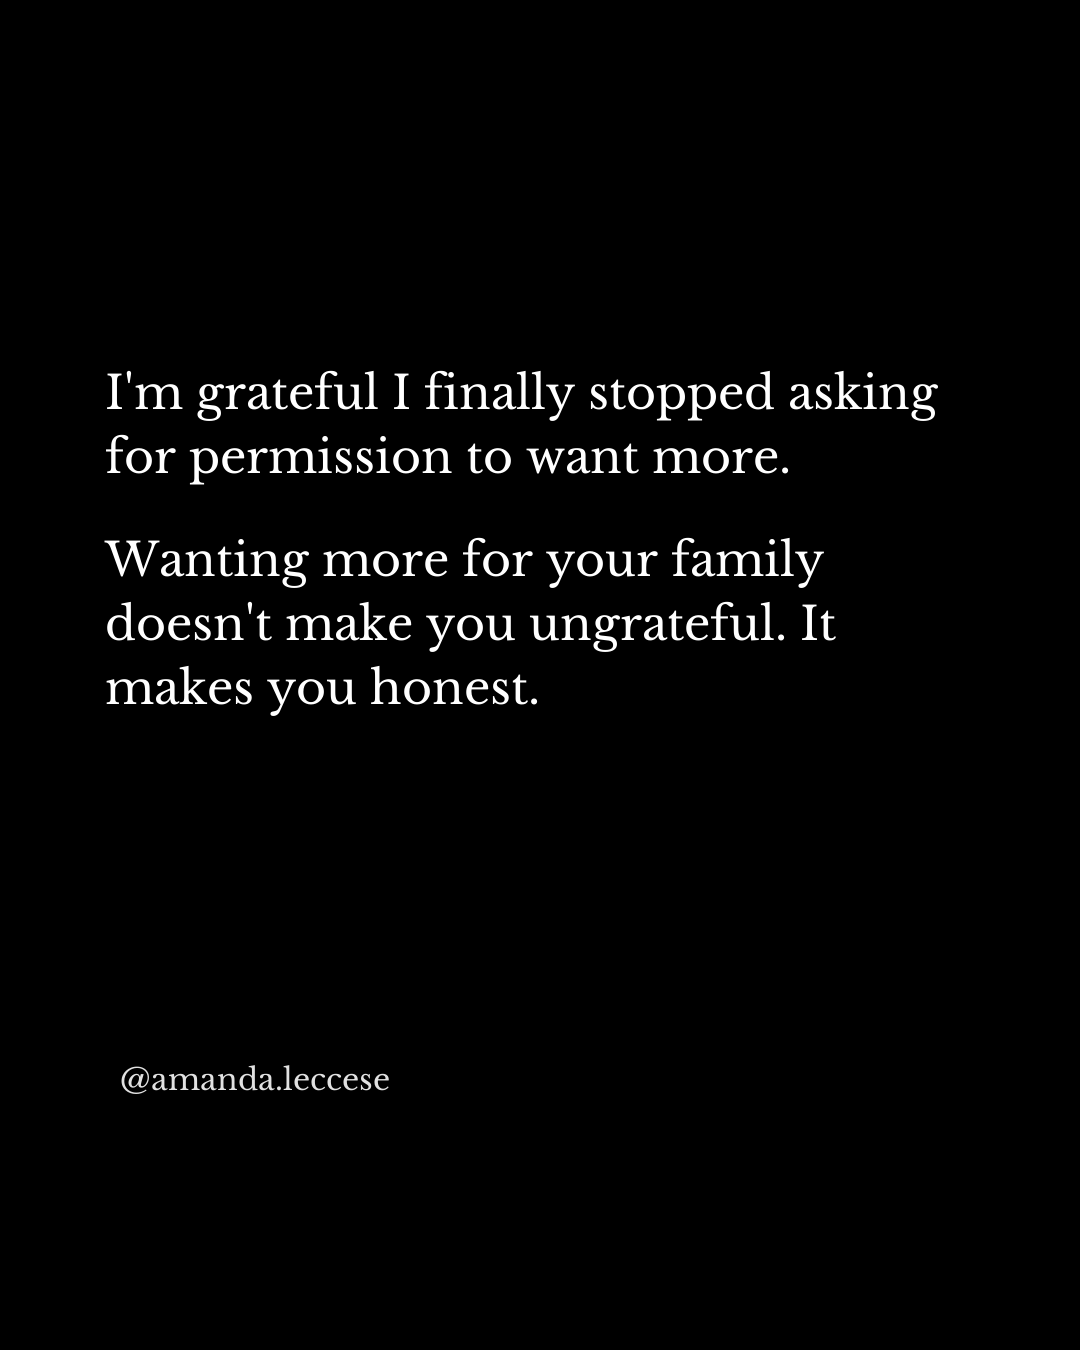 I'm grateful I finally stopped asking
for permission to want more.
Wanting more for your family
doesn't make you ungrateful. It
makes you honest.
@amanda.leccese